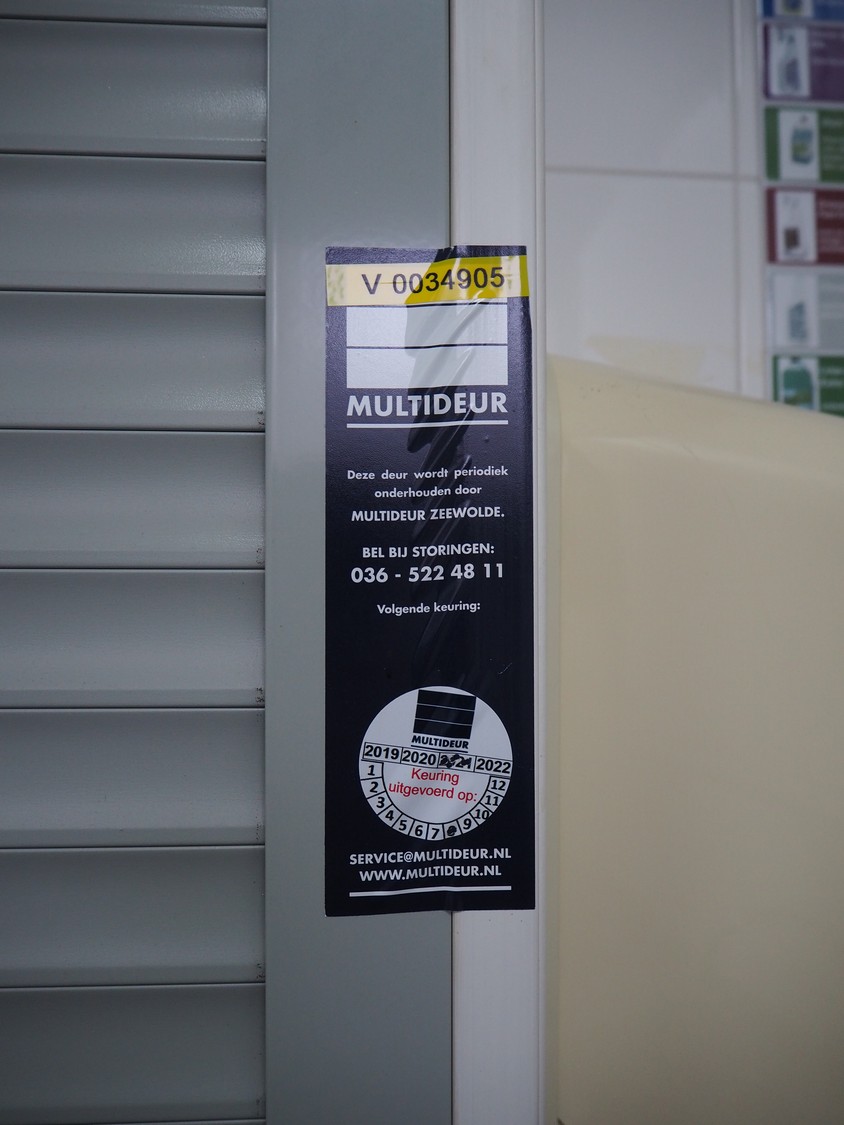 V 0034905
MULTIDEUR
Deze deur wordt periodiek
onderhouden door
MULTIDEUR ZEEWOLDE.
BEL BIJ STORINGEN:
036 - 522 48 11
Volgende keuring:
MULTIDEUR
2019 2020 2021 2022
Keuring
uitgevoerd op:
1 2 3 4 5 6 7 9 10 11 12
SERVICE@MULTIDEUR.NL
WWW.MULTIDEUR.NL